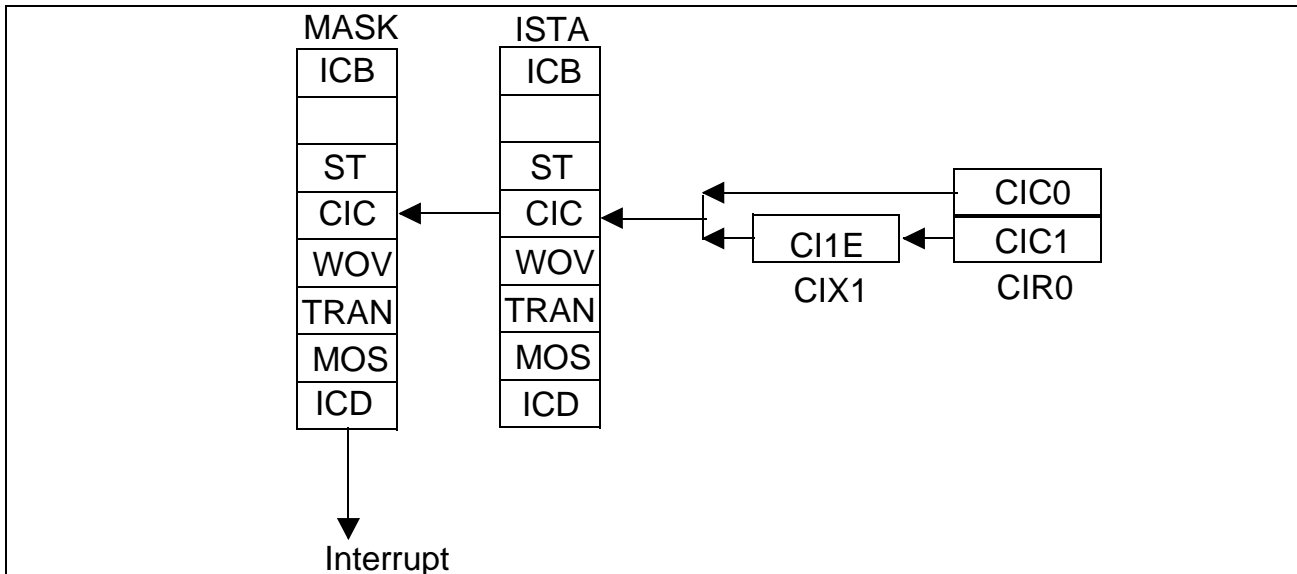 MASK
ICB
ST
CIC
WOV
TRAN
MOS
ICD
Interrupt
ISTA
ICB
ST
CIC
WOV
TRAN
MOS
ICD
CI1E
CIX1
CIC0
CIC1
CIR0